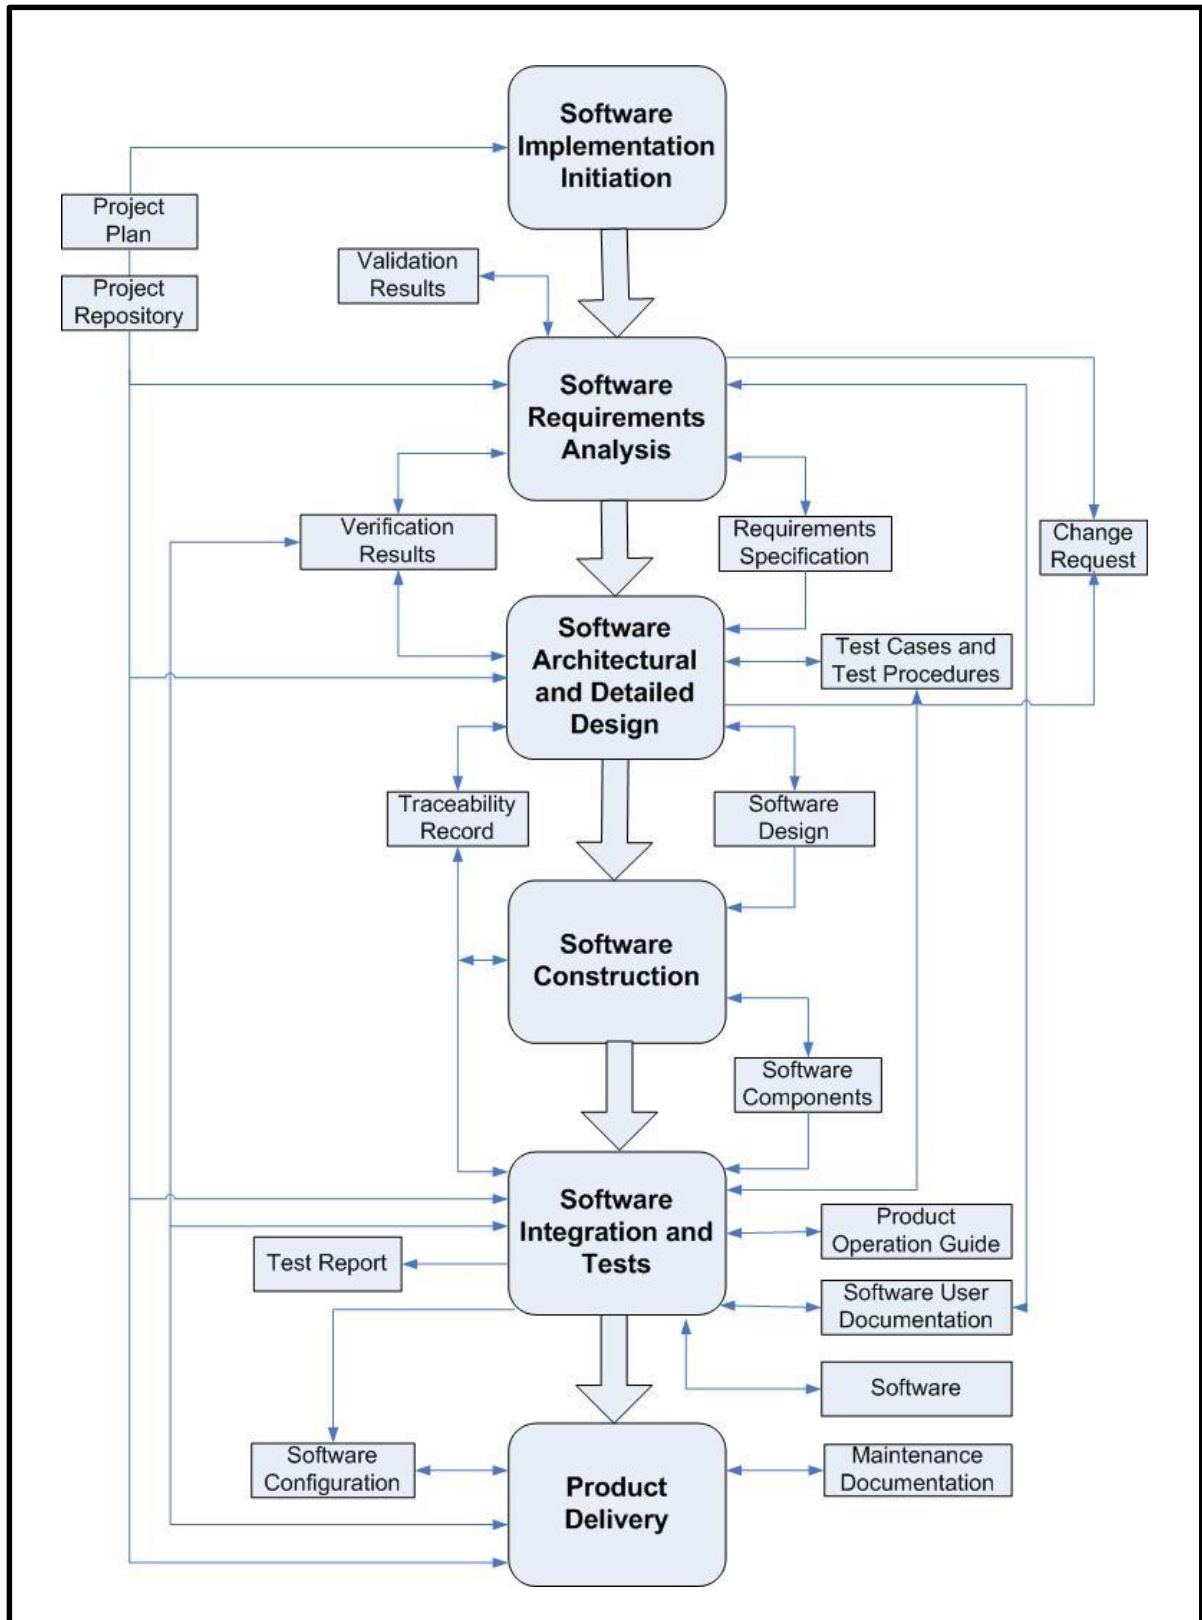 Software
Implementation
Initiation
Project
Plan
Validation
Results
Project
Repository
Software
Requirements
Analysis
Verification
Results
Requirements
Specification
Change
Request
Software
Architectural
and Detailed
Design
Test Cases and
Test Procedures
Traceability
Record
Software
Design
Software
Construction
Software
Components
Software
Integration and
Tests
Product
Operation Guide
Test Report
Software User
Documentation
Software
Software
Configuration
Product
Delivery
Maintenance
Documentation